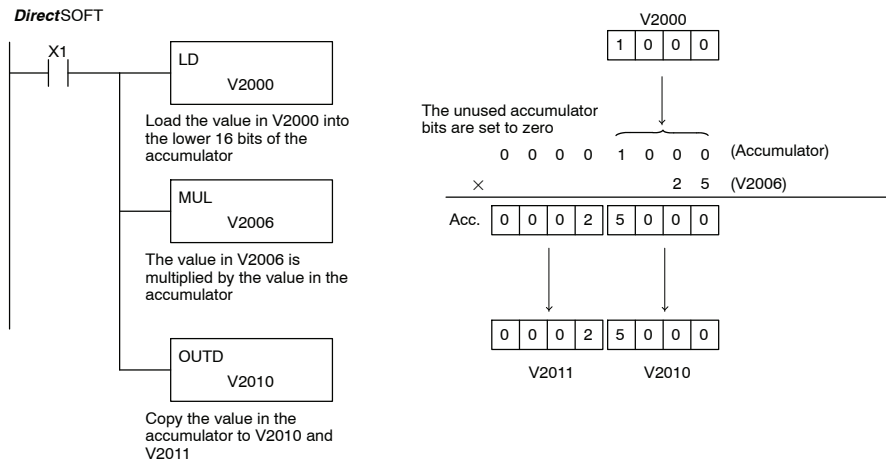 DirectSOFT
X1
LD
V2000
Load the value in V2000 into
the lower 16 bits of the
accumulator
MUL
V2006
The value in V2006 is
multiplied by the value in the
accumulator
OUTD
V2010
Copy the value in the
accumulator to V2010 and
V2011
V2000
1 0 0 0
The unused accumulator
bits are set to zero
0 0 0 0 1 0 0 0 (Accumulator)
× 2 5 (V2006)
Acc. 0 0 0 2 5 0 0 0
0 0 0 2 5 0 0 0
V2011 V2010